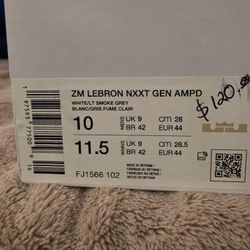 ZM LEBRON NXXT GEN AMPD
WHITE/LT SMOKE GREY
BLANC/GRIS FUME CLAIR
$120.
10 MENS UK 9 CM 28
BR 42 EUR 44
11.5 WMNS UK 9 CM 28.5
BR 42 EUR 44
FJ1566 102
MADE IN VIETNAM